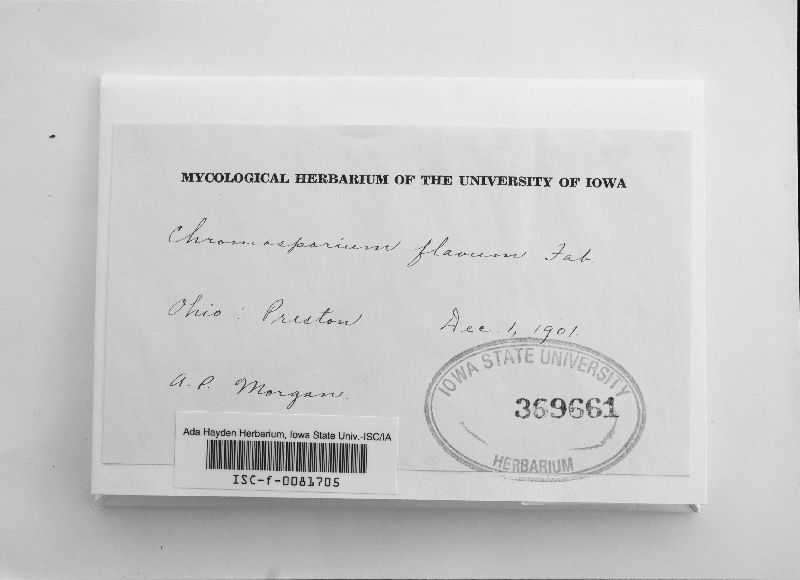 MYCOLOGICAL HERBARIUM OF THE UNIVERSITY OF IOWA
Chromosporium flavum Fab.
Ohio : Preston Dec. 1, 1901.
A. P. Morgan.
IOWA STATE UNIVERSITY
369661
HERBARIUM
Ada Hayden Herbarium, Iowa State Univ.-ISC/IA
ISC-f-0081705